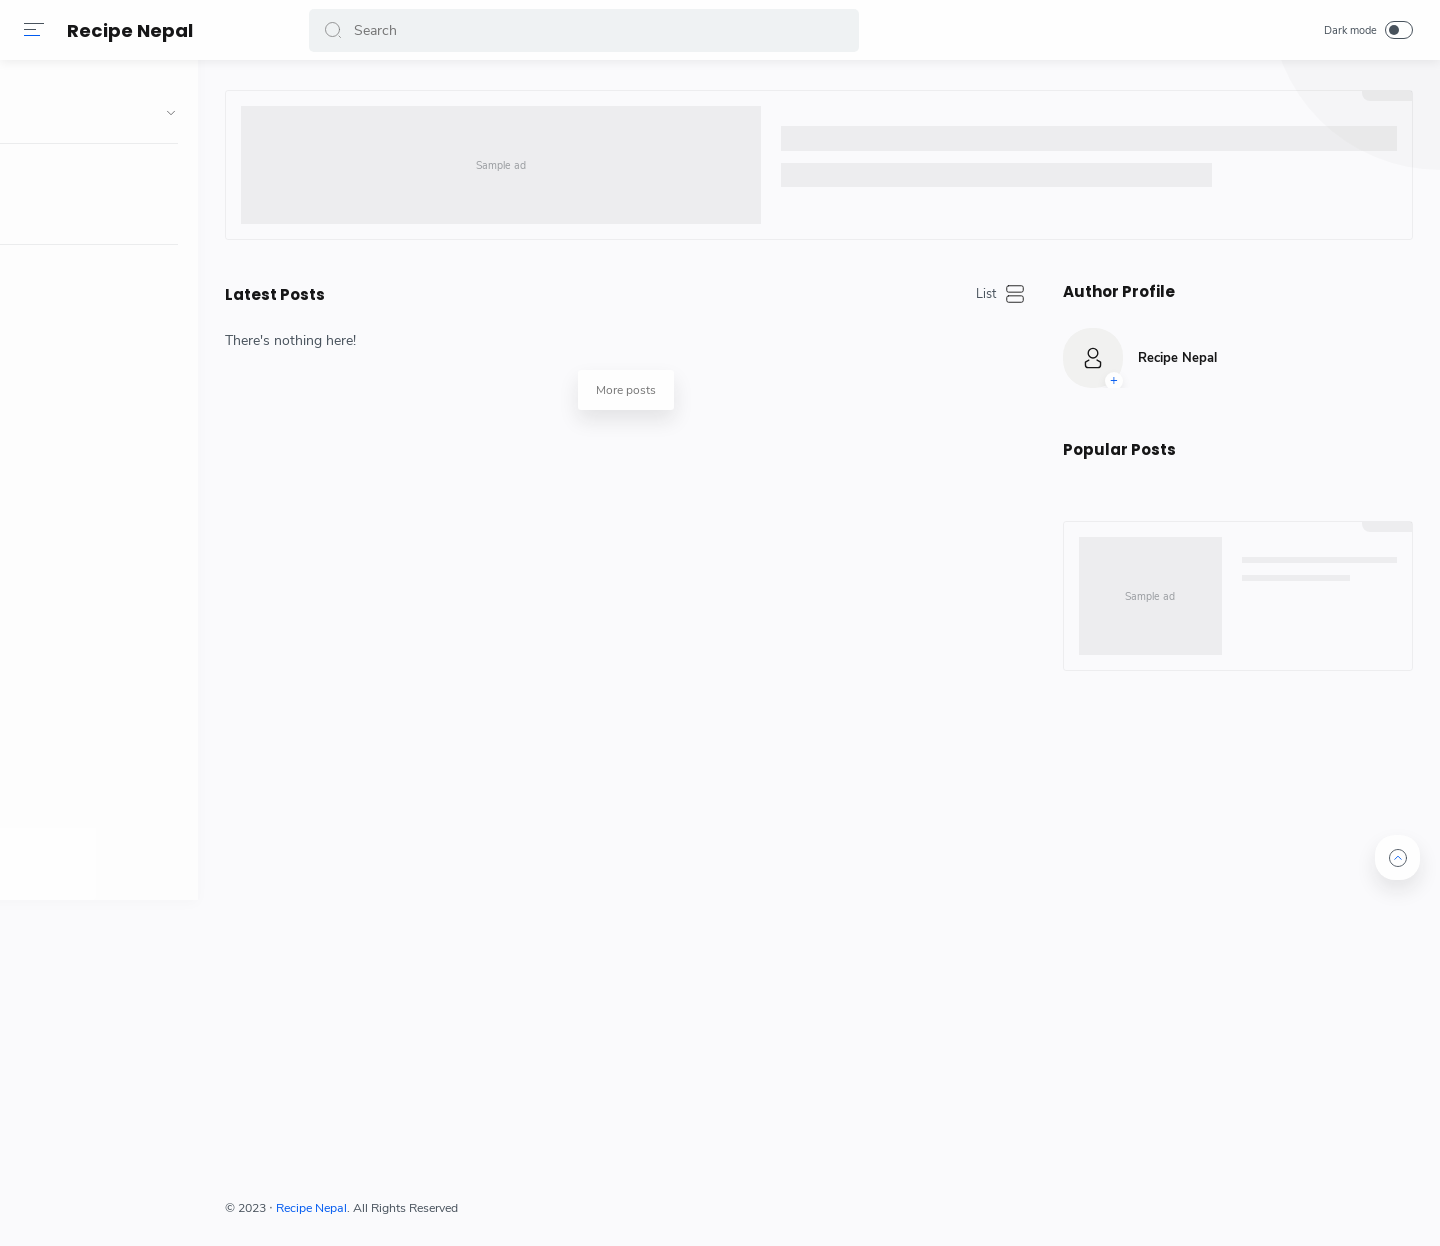 Recipe Nepal
Search
Dark mode
Sample ad
Latest Posts
List
There's nothing here!
More posts
Author Profile
+
Recipe Nepal
Popular Posts
Sample ad
© 2023 · Recipe Nepal. All Rights Reserved